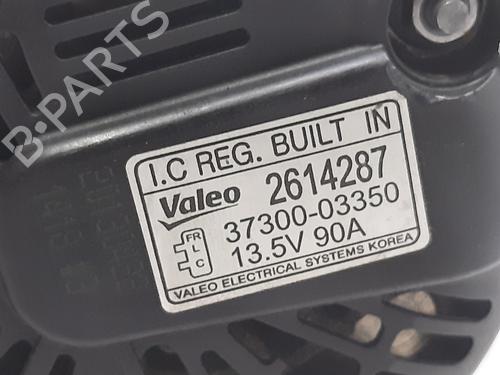 B-PARTS
I.C REG. BUILT IN
Valeo 2614287
37300-03350
FR
L
C
13.5V 90A
VALEO ELECTRICAL SYSTEMS KOREA